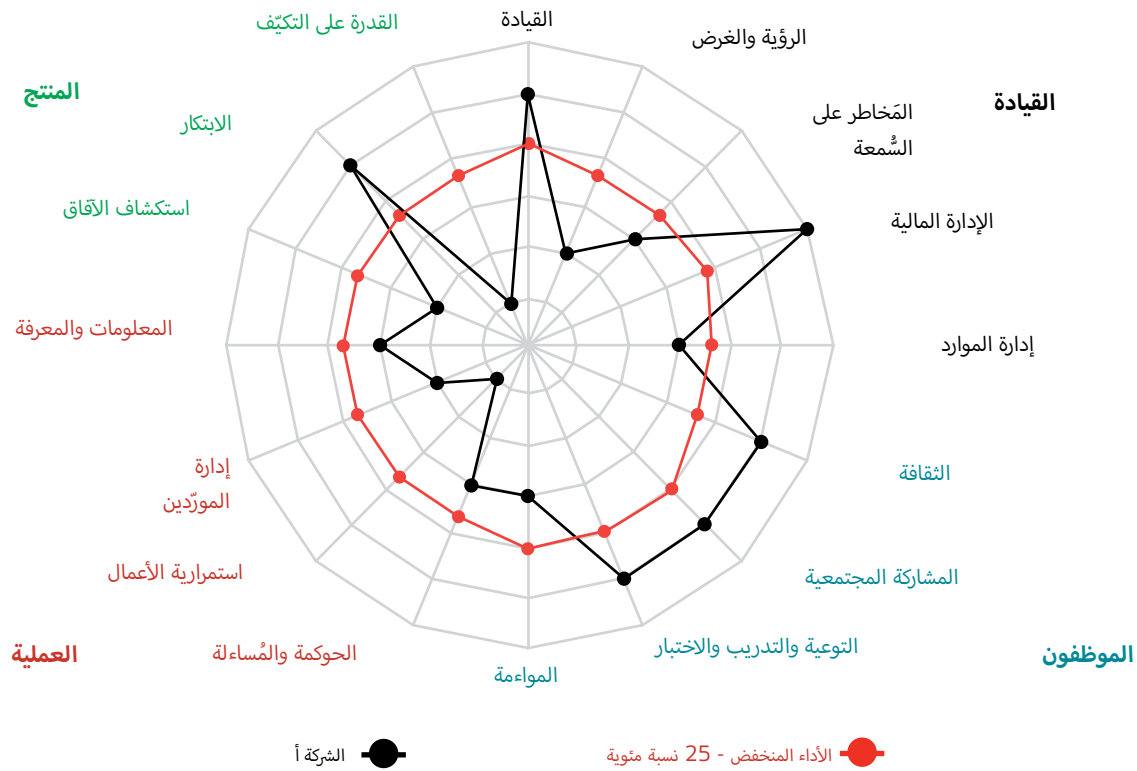 القيادة
القدرة على التكيّف
الرؤية والغرض
المنتج
القيادة
الابتكار
المَخاطر على
السُّمعة
استكشاف الآفاق
الإدارة المالية
المعلومات والمعرفة
إدارة الموارد
إدارة
المورّدين
الثقافة
استمرارية الأعمال
المشاركة المجتمعية
العملية
الحوكمة والمُساءلة
المواءمة
التوعية والتدريب والاختبار
الموظفون
الأداء المنخفض - 25 نسبة مئوية
الشركة أ